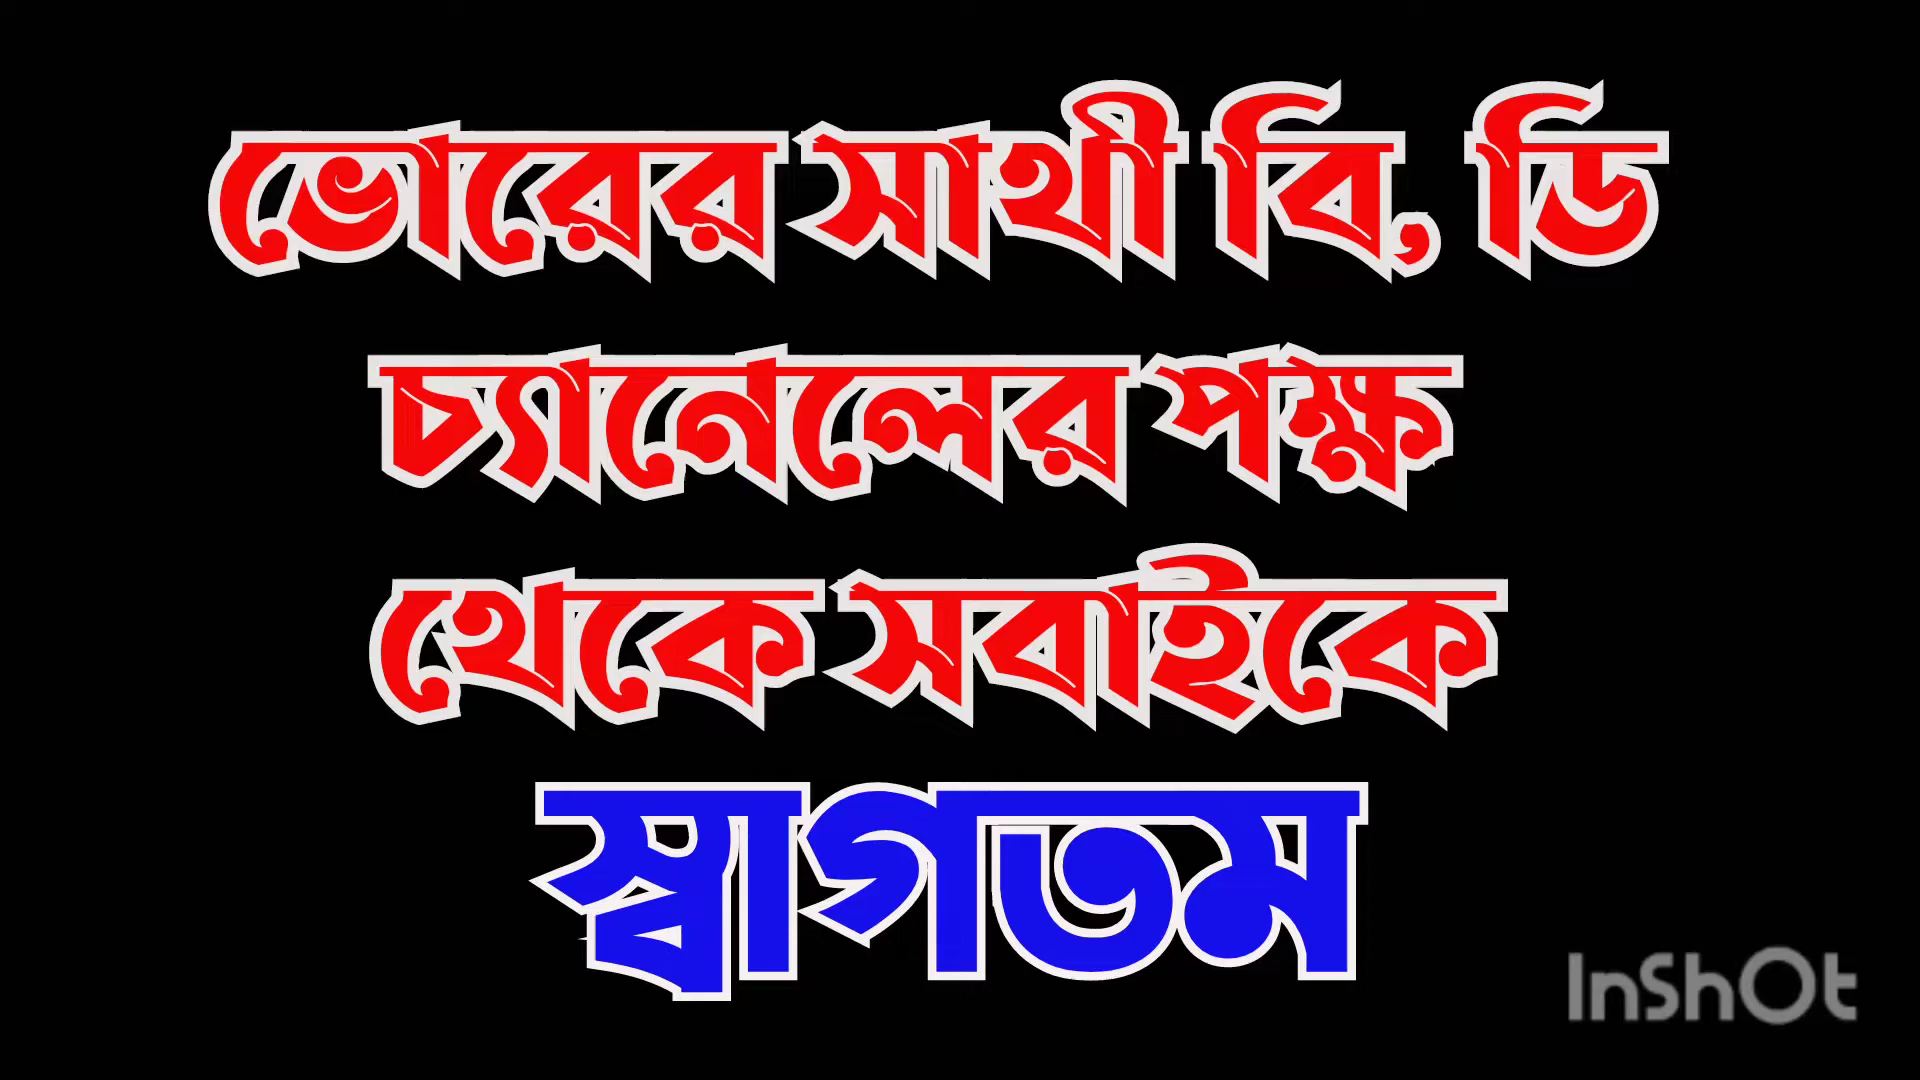 ভোরের সাথী বি, ডি
চ্যানেলের পক্ষ
থেকে সবাইকে
স্বাগতম
InShOt